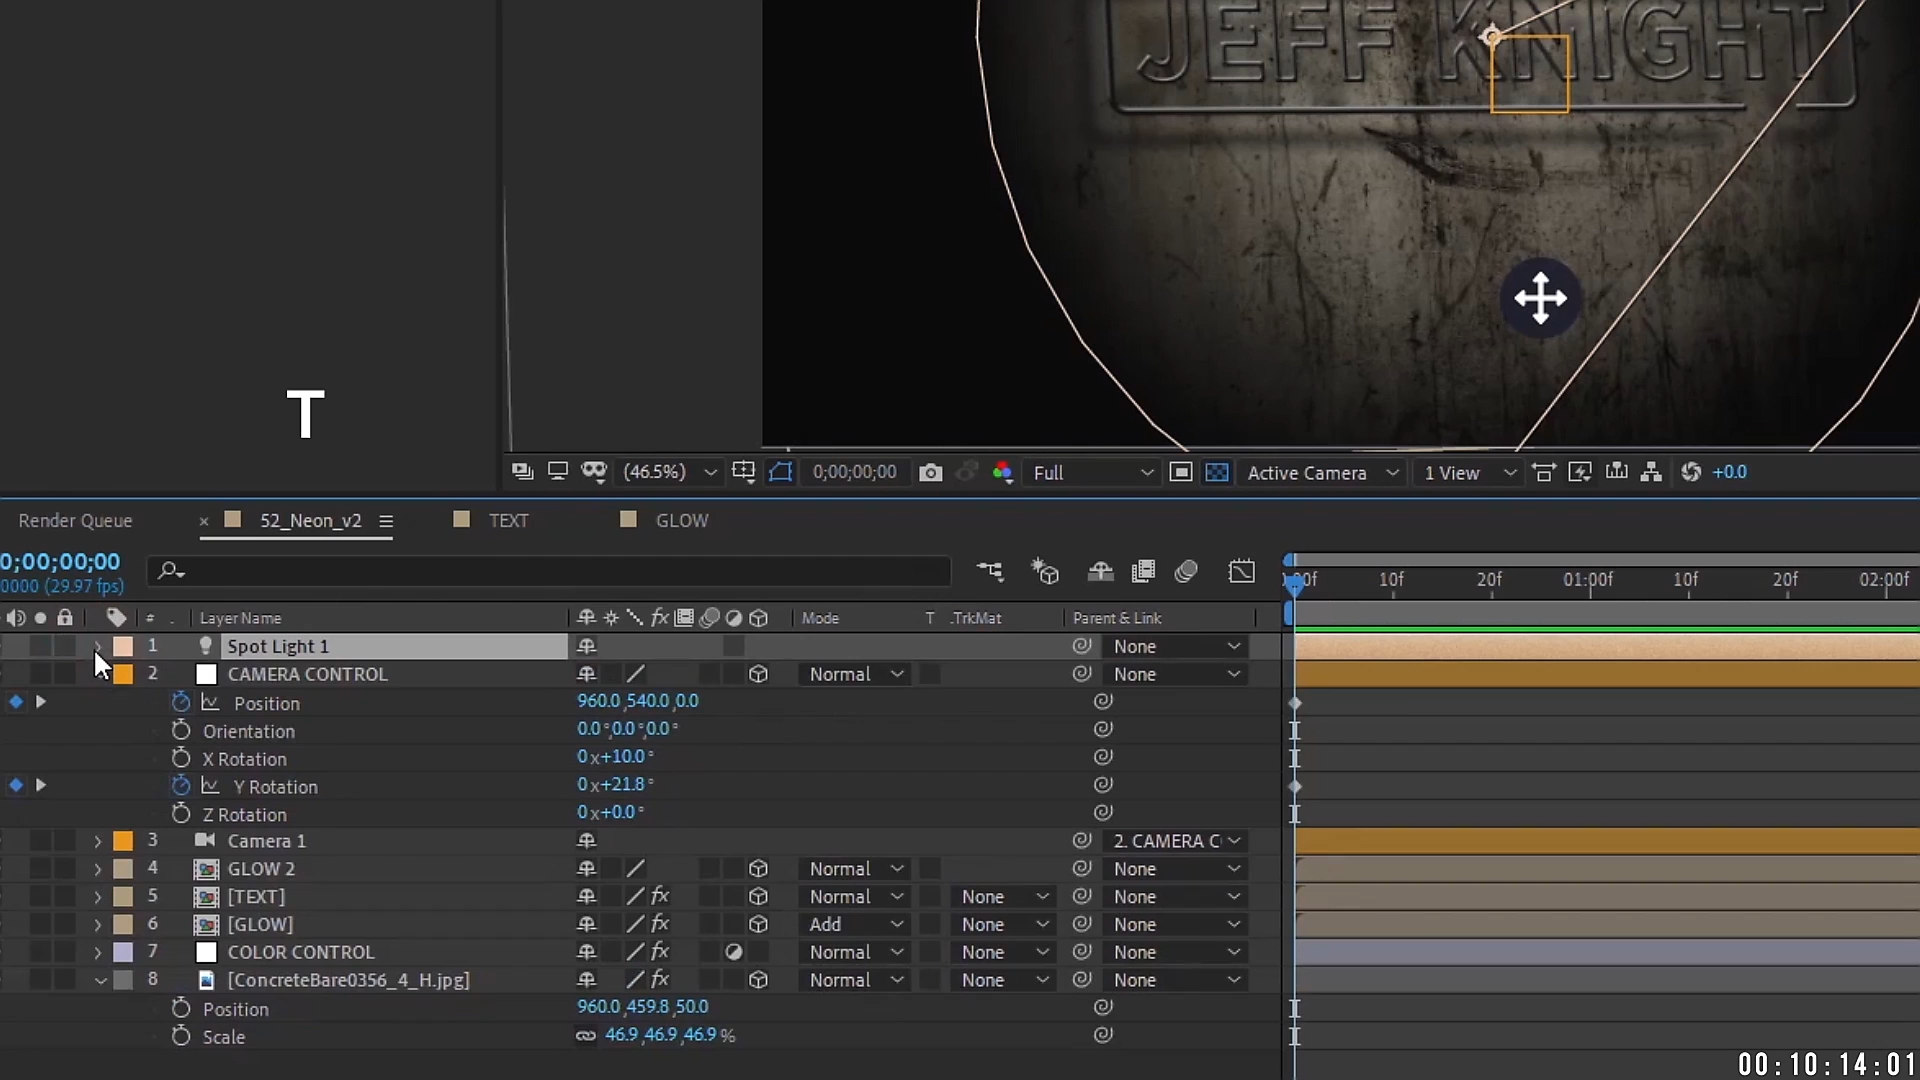 JEFF KNIGHT
T
(46.5%) 0;00;00;00 Full Active Camera 1 View +0.0
Render Queue × 52_Neon_v2 TEXT GLOW
0;00;00;00
0000 (29.97 fps)
10f 20f 01:00f 10f 20f 02:00f
# . Layer Name fx Mode T .TrkMat Parent & Link
1 Spot Light 1 None
2 CAMERA CONTROL Normal None
Position 960.0,540.0,0.0
Orientation 0.0°,0.0°,0.0°
X Rotation 0x+10.0°
Y Rotation 0x+21.8°
Z Rotation 0x+0.0°
3 Camera 1 2. CAMERA C
4 GLOW 2 Normal None
5 [TEXT] fx Normal None None
6 [GLOW] fx Add None None
7 COLOR CONTROL fx Normal None None
8 [ConcreteBare0356_4_H.jpg] fx Normal None None
Position 960.0,459.8,50.0
Scale 46.9,46.9,46.9%
00:10:14:01